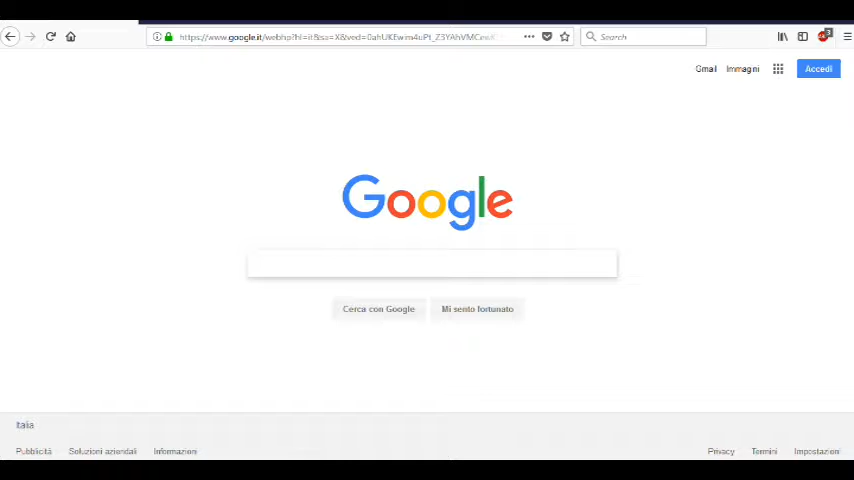 https://www.google.it/webhp?hl=it&sa=X&ved=
Search
3
Gmail Immagini Accedi
Google
Cerca con Google Mi sento fortunato
Italia
Pubblicità Soluzioni aziendali Informazioni Privacy Termini Impostazioni